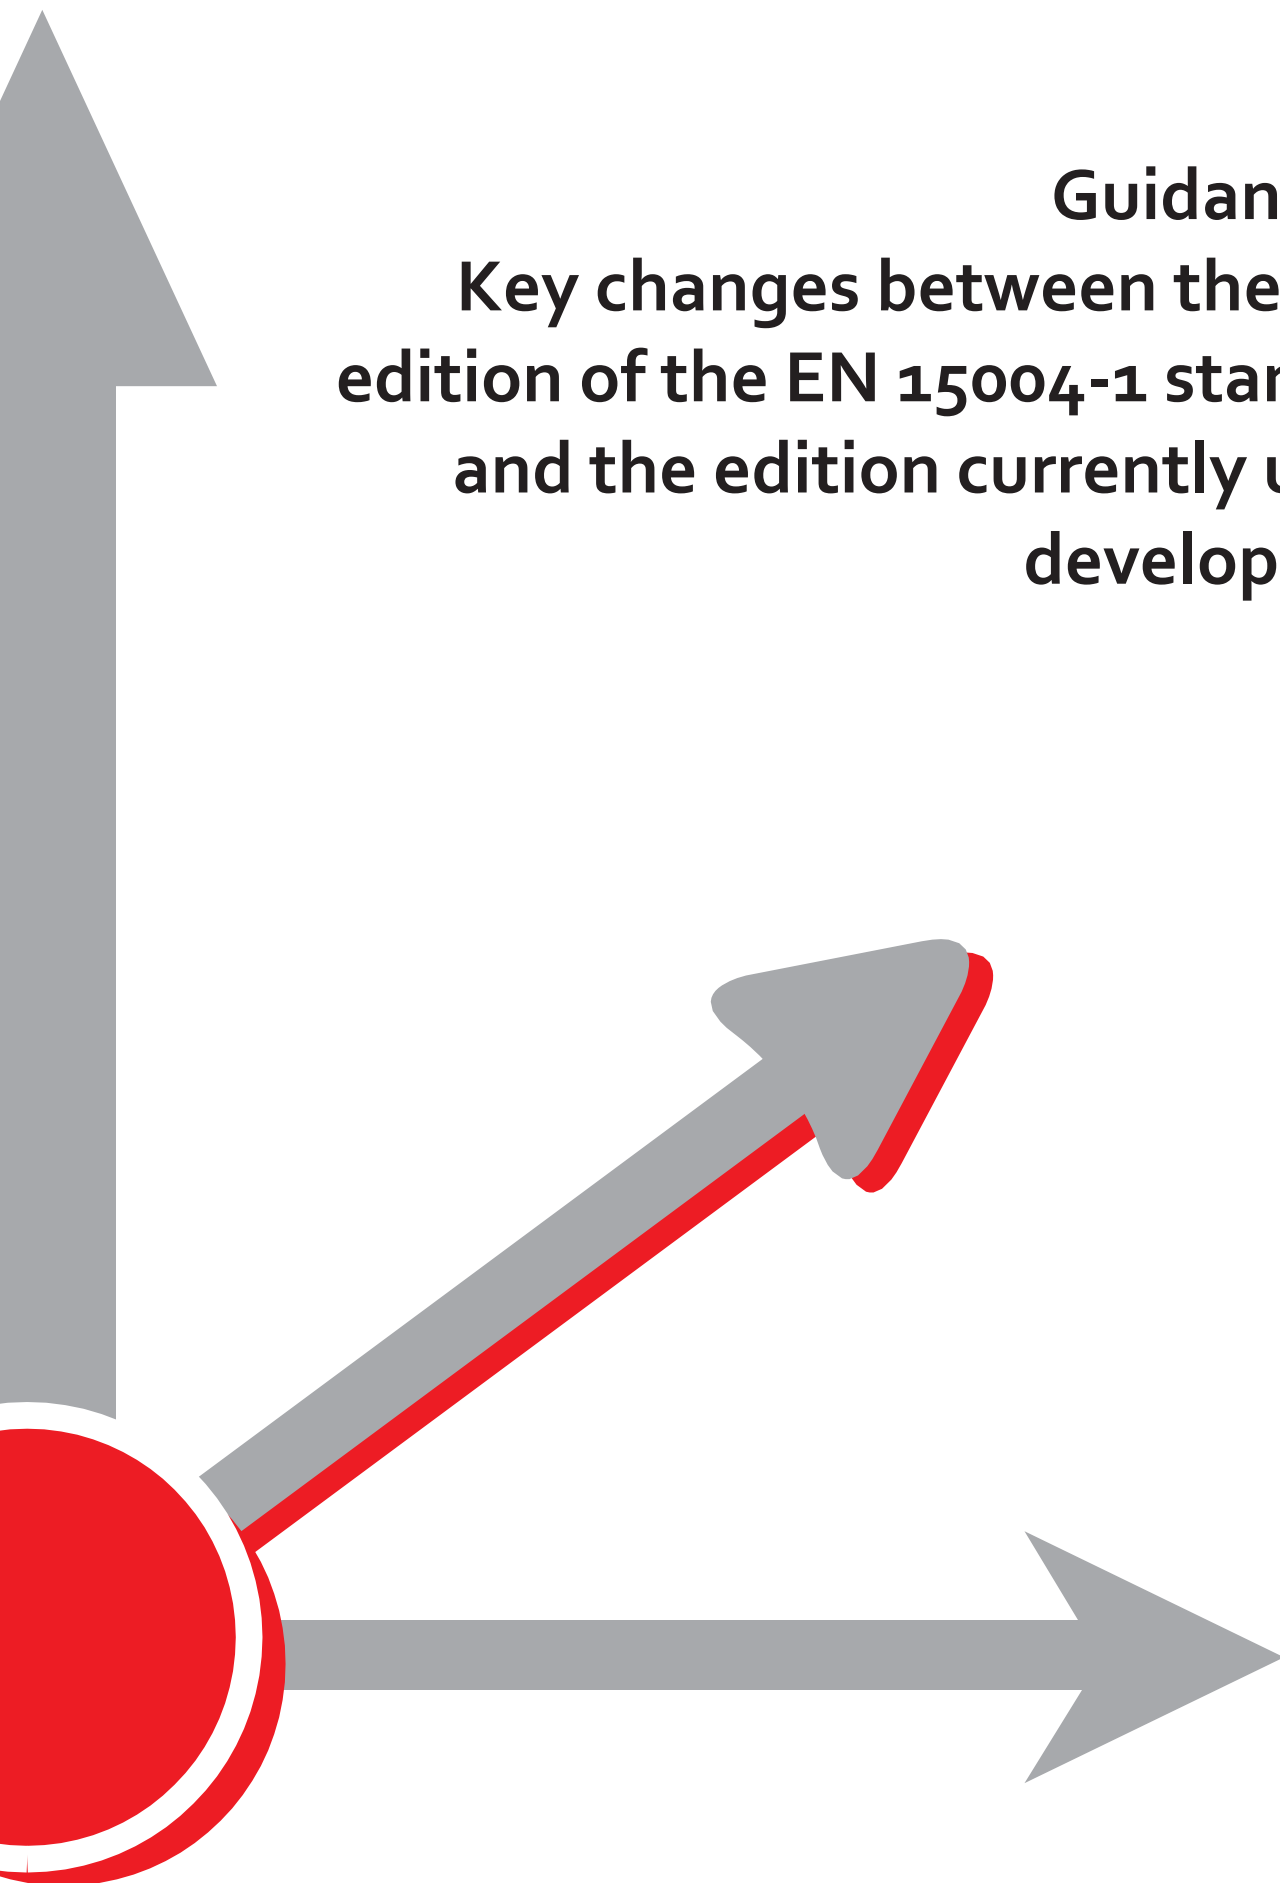 Guidan
Key changes between the
edition of the EN 15004-1 star
and the edition currently u
develop